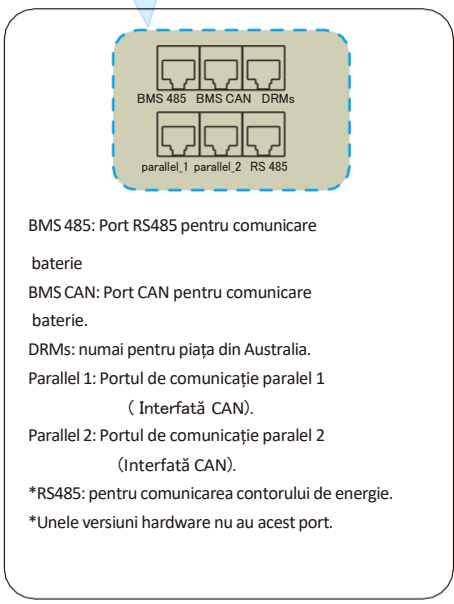 BMS 485 BMS CAN DRMs
parallel_1 parallel_2 RS 485
BMS 485: Port RS485 pentru comunicare
baterie
BMS CAN: Port CAN pentru comunicare
baterie.
DRMs: numai pentru piața din Australia.
Parallel 1: Portul de comunicație paralel 1
( Interfată CAN).
Parallel 2: Portul de comunicație paralel 2
(Interfată CAN).
*RS485: pentru comunicarea contorului de energie.
*Unele versiuni hardware nu au acest port.